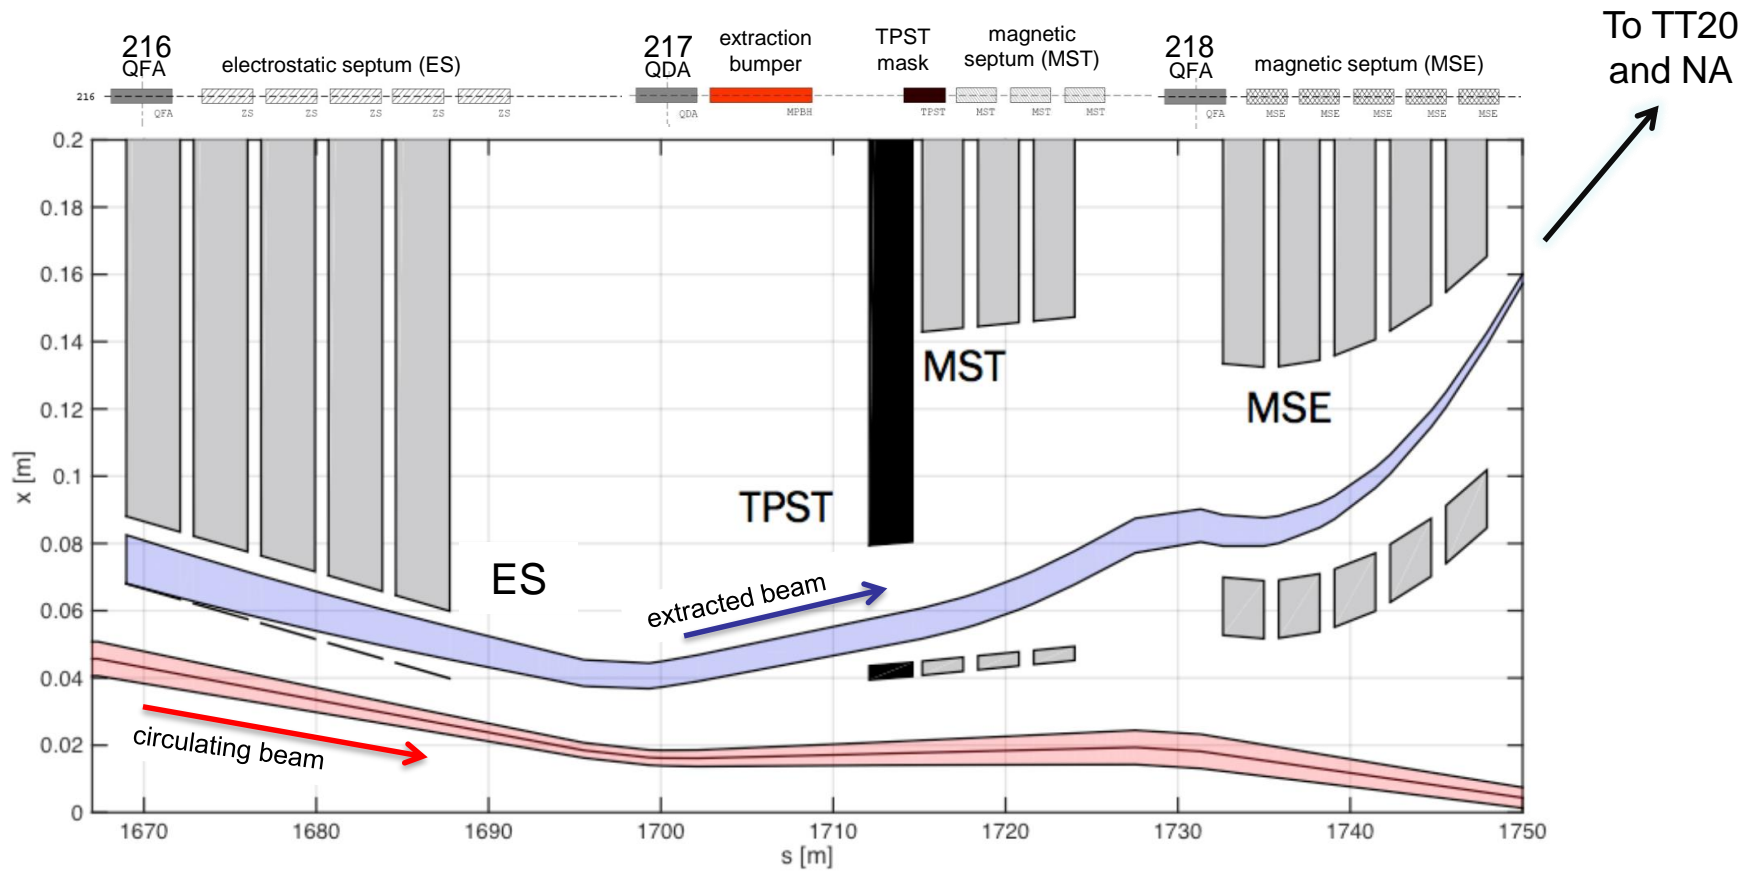 To TT20
and NA
216
QFA
electrostatic septum (ES)
217
QDA
extraction
bumper
TPST
mask
magnetic
septum (MST)
218
QFA
magnetic septum (MSE)
216
QFA
ZS
ZS
ZS
ZS
ZS
QDA
MPBH
TPST
MST
MST
MST
QFA
MSE
MSE
MSE
MSE
MSE
0.2
0.18
0.16
0.14
0.12
0.1
0.08
0.06
0.04
0.02
0
x [m]
MST
MSE
TPST
ES
extracted beam
circulating beam
1670
1680
1690
1700
1710
1720
1730
1740
1750
s [m]